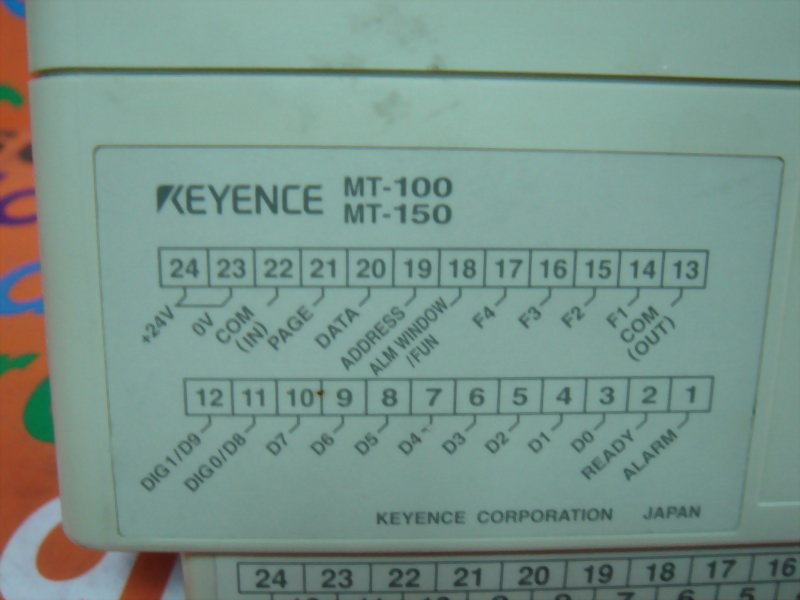 KEYENCE MT-100
MT-150
24 23 22 21 20 19 18 17 16 15 14 13
+24V 0V COM (IN) PAGE DATA ADDRESS ALM WINDOW /FUN F4 F3 F2 F1 COM (OUT)
12 11 10 9 8 7 6 5 4 3 2 1
DIG1/D9 DIG0/D8 D7 D6 D5 D4 D3 D2 D1 D0 READY ALARM
KEYENCE CORPORATION JAPAN
24 23 22 21 20 19 18 17 16